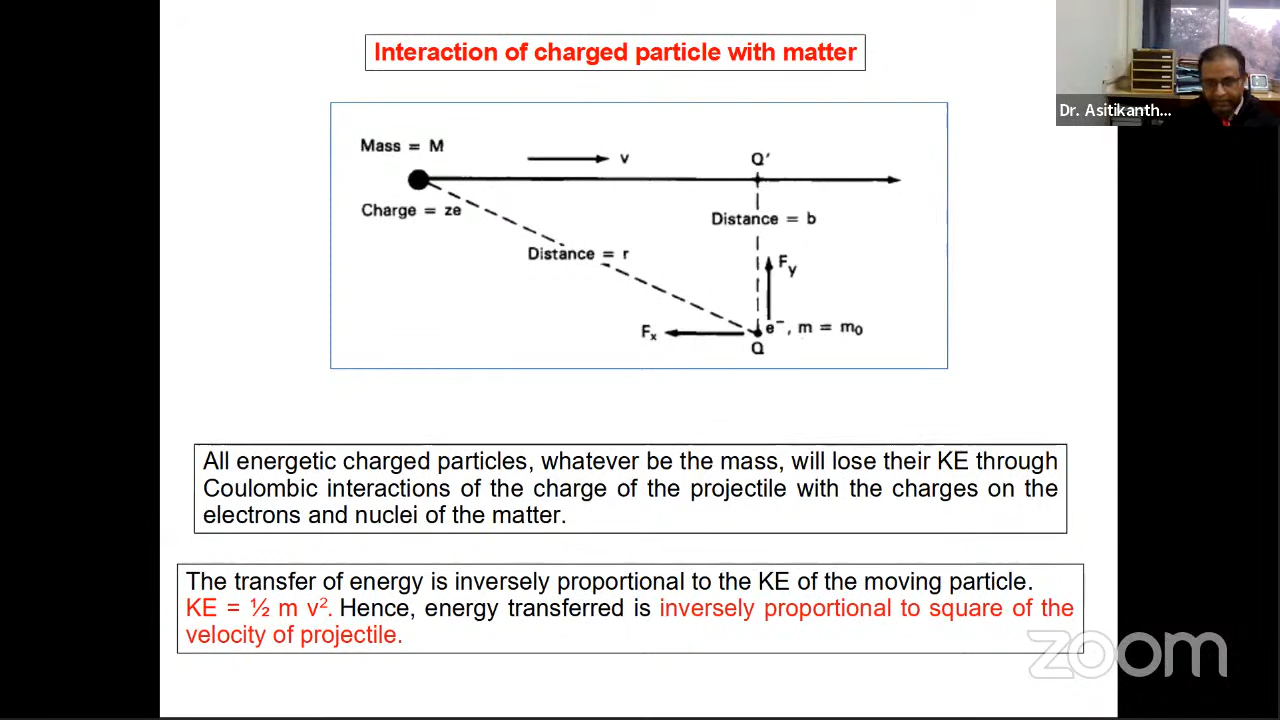 Interaction of charged particle with matter
Dr. Asitikanth...
Mass = M
v
Q'
Charge = ze
Distance = b
Distance = r
Fy
Fx
e⁻, m = m₀
Q
All energetic charged particles, whatever be the mass, will lose their KE through
Coulombic interactions of the charge of the projectile with the charges on the
electrons and nuclei of the matter.
The transfer of energy is inversely proportional to the KE of the moving particle.
KE = ½ m v². Hence, energy transferred is inversely proportional to square of the
velocity of projectile.
zoom